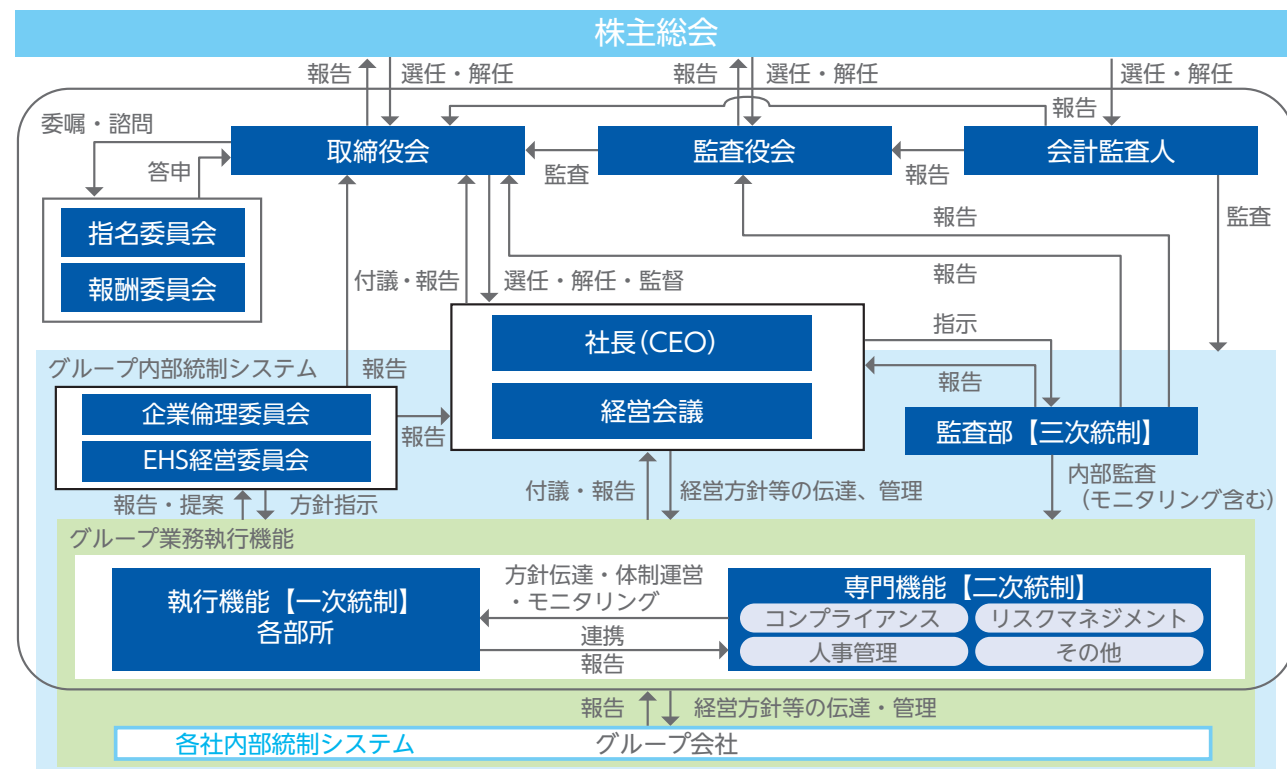 株主総会
報告
選任・解任
報告
選任・解任
選任・解任
委嘱・諮問
報告
取締役会
監査役会
会計監査人
答申
監査
報告
指名委員会
報酬委員会
報告
監査
付議・報告
選任・解任・監督
報告
社長(CEO)
指示
グループ内部統制システム
報告
報告
企業倫理委員会
経営会議
報告
監査部【三次統制】
EHS経営委員会
報告・提案
方針指示
付議・報告
経営方針等の伝達、管理
内部監査
（モニタリング含む）
グループ業務執行機能
執行機能【一次統制】
各部所
方針伝達・体制運営
・モニタリング
連携
報告
専門機能【二次統制】
コンプライアンス
リスクマネジメント
人事管理
その他
報告
経営方針等の伝達・管理
各社内部統制システム
グループ会社